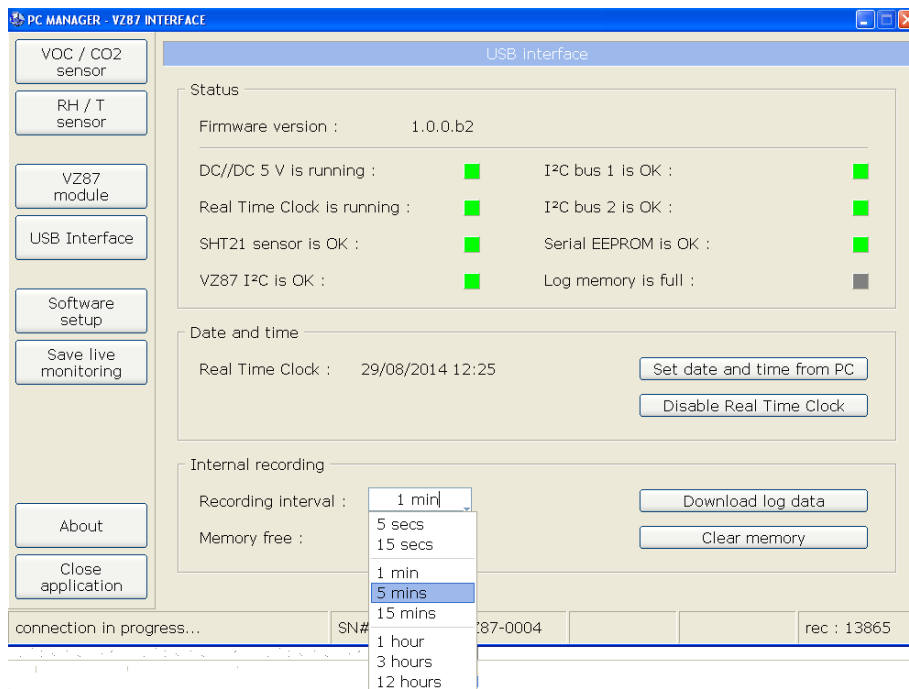 PC MANAGER - VZ87 INTERFACE
VOC / CO2
sensor
RH / T
sensor
VZ87
module
USB Interface
Software
setup
Save live
monitoring
About
Close
application
USB interface
Status
Firmware version : 1.0.0.b2
DC//DC 5 V is running : I²C bus 1 is OK :
Real Time Clock is running : I²C bus 2 is OK :
SHT21 sensor is OK : Serial EEPROM is OK :
VZ87 I²C is OK : Log memory is full :
Date and time
Real Time Clock : 29/08/2014 12:25
Set date and time from PC
Disable Real Time Clock
Internal recording
Recording interval : 1 min
Download log data
Memory free :
Clear memory
5 secs
15 secs
1 min
5 mins
15 mins
1 hour
3 hours
12 hours
connection in progress... SN# Z87-0004 rec : 13865